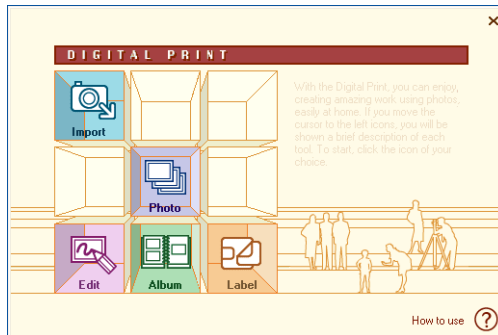 DIGITAL PRINT
Import
With the Digital Print, you can enjoy,
creating amazing work using photos,
easily at home. If you move the
cursor to the left icons, you will be
shown a brief description of each
tool. To start, click the icon of your
choice.
Photo
Edit
Album
Label
How to use ?